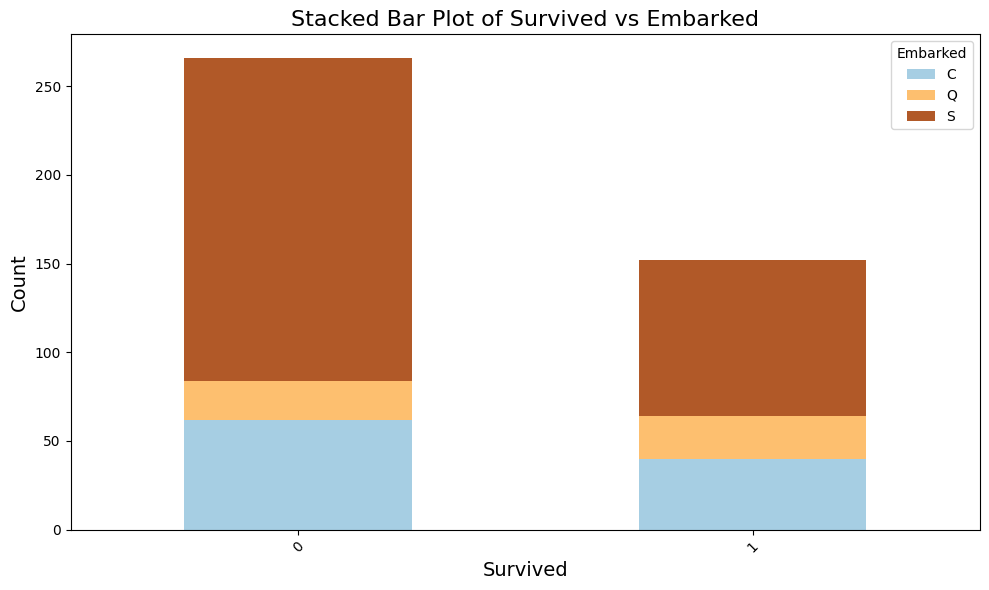 Stacked Bar Plot of Survived vs Embarked
Embarked
C
Q
S
250
200
150
100
50
0
Count
0
1
Survived